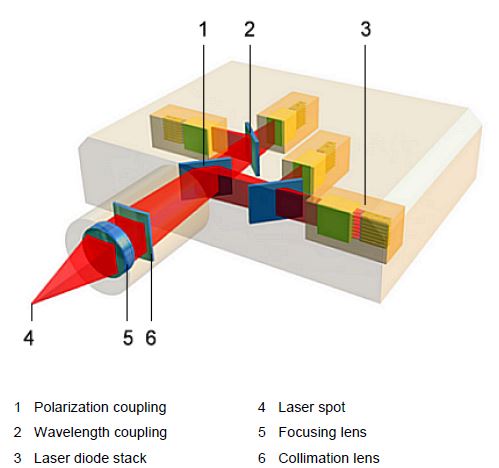 1 2 3
4 5 6
1 Polarization coupling
2 Wavelength coupling
3 Laser diode stack
4 Laser spot
5 Focusing lens
6 Collimation lens